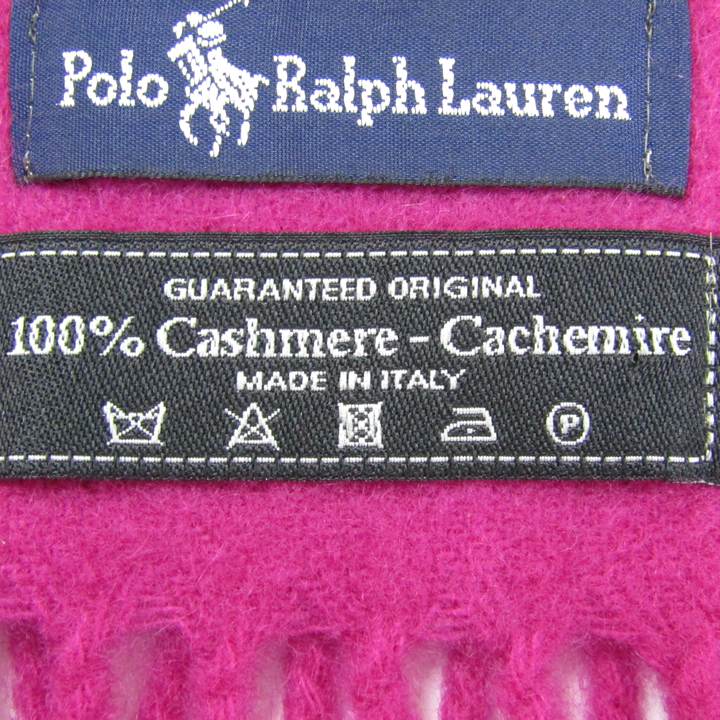 Polo Ralph Lauren
GUARANTEED ORIGINAL
100% Cashmere - Cachemire
MADE IN ITALY
P